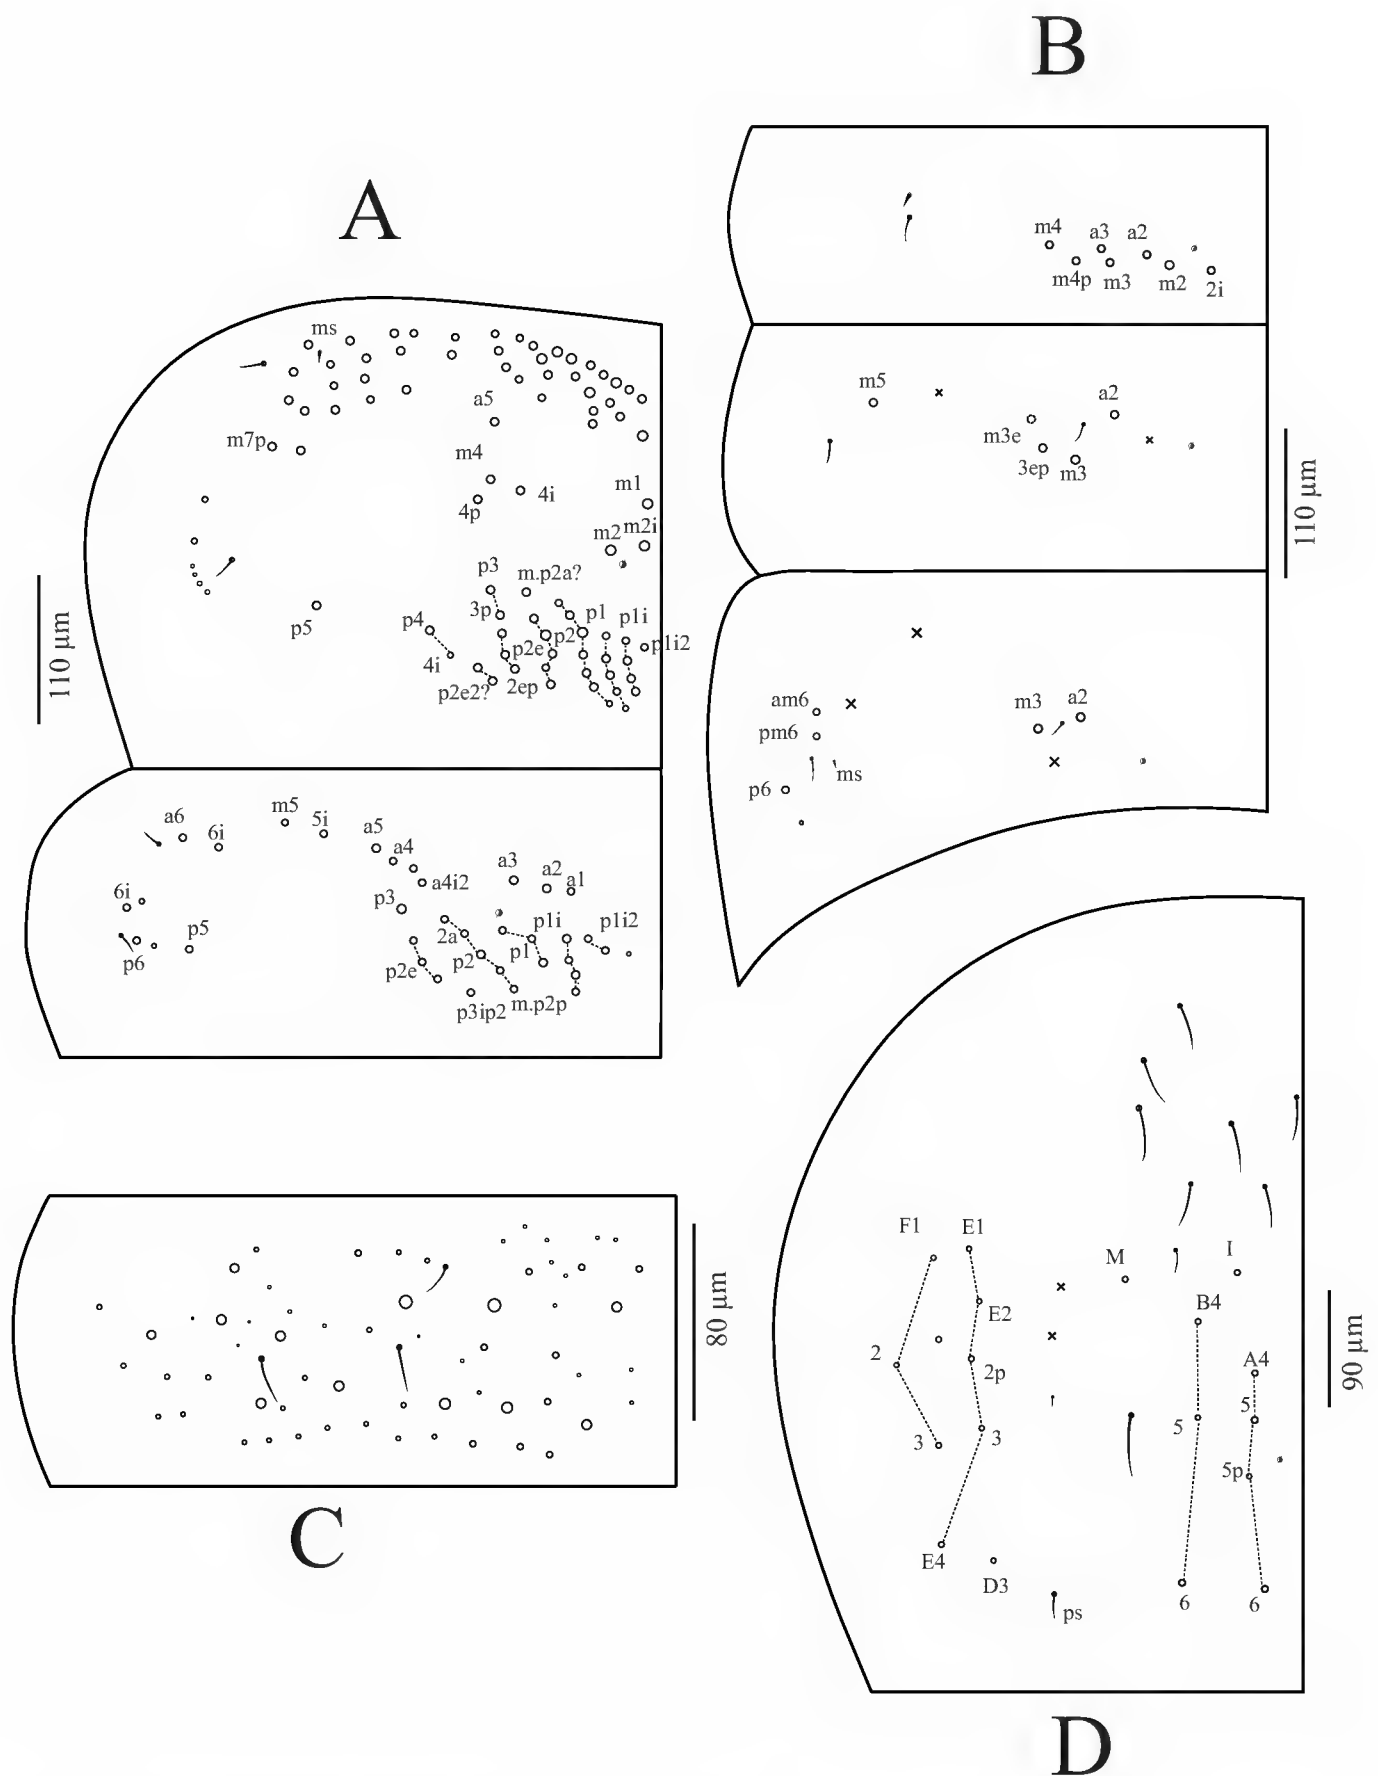 A
ms
a5
m7p
m4
4i
4p
m1
m2 m2i
p3
m.p2a?
3p
p4
p1
p1i
p5
p2
p2e
p1i2
4i
p2e2?
2ep
110 µm
a6
6i
m5
5i
a5
a4
a4i2
a3
a2
a1
6i
p3
p5
p6
2a
p1i
p1i2
p2e
p2
p1
p3ip2
m.p2p
B
m4
a3
a2
m4p
m3
m2
2i
m5
a2
m3e
3ep
m3
110 µm
am6
pm6
ms
p6
m3
a2
C
80 µm
D
F1
E1
M
I
E2
B4
2
2p
A4
5
5
3
3
5p
E4
D3
ps
6
6
90 µm